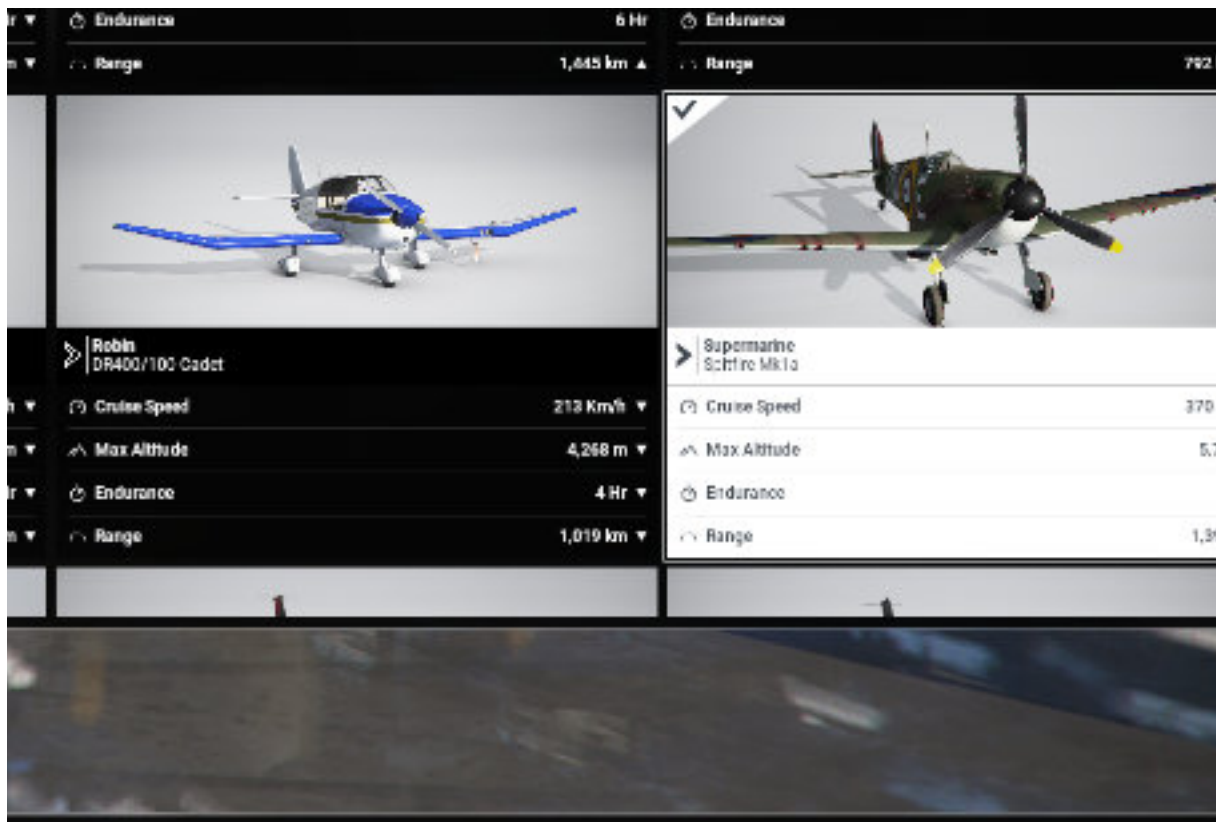 Endurance 6 Hr
Endurance
Range 1,445 km
Range 792
Robin
DR400/100 Cadet
Cruise Speed 213 Km/h
Max Altitude 4,268 m
Endurance 4 Hr
Range 1,019 km
Supermarine
Spitfire Mk1a
Cruise Speed 370
Max Altitude
Endurance
Range